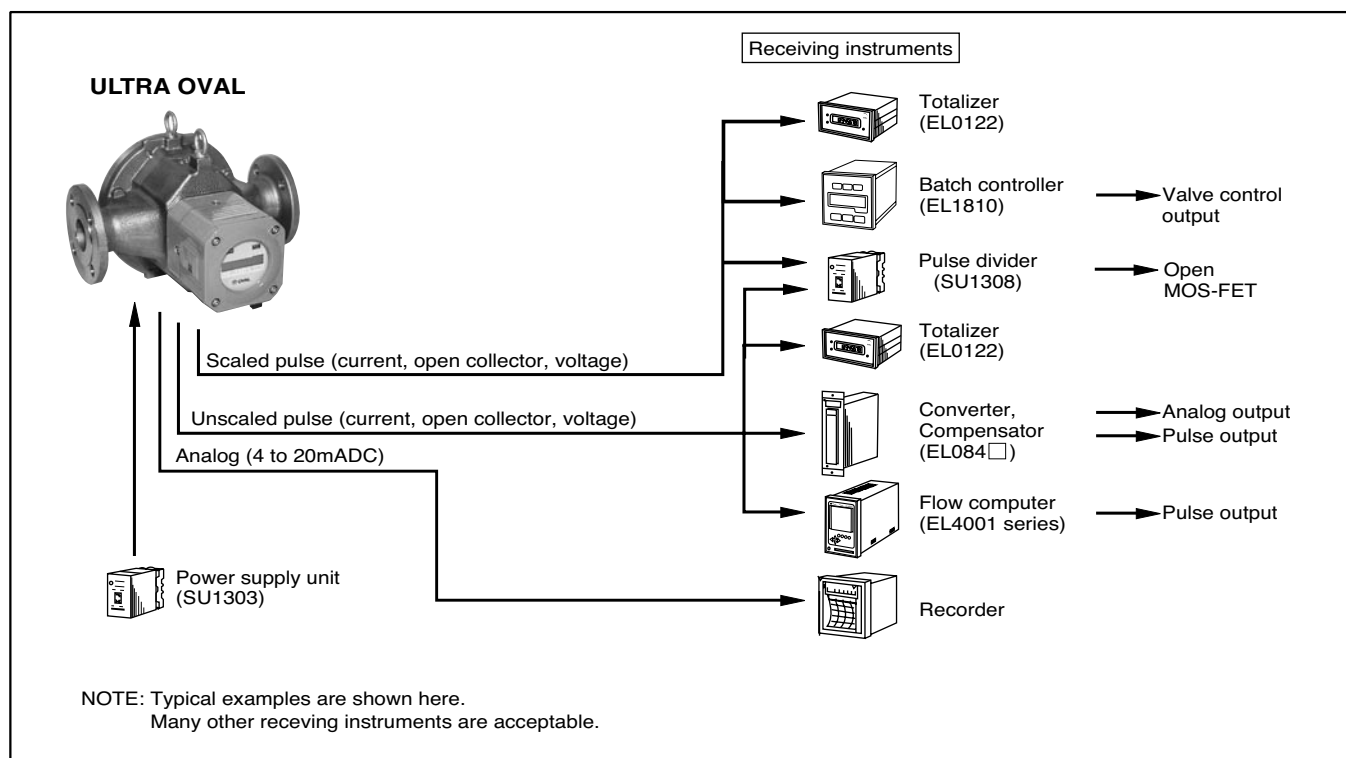 Receiving instruments
ULTRA OVAL
Totalizer
(EL0122)
Batch controller
(EL1810)
Valve control
output
Pulse divider
(SU1308)
Open
MOS-FET
Totalizer
(EL0122)
Scaled pulse (current, open collector, voltage)
Unscaled pulse (current, open collector, voltage)
Analog (4 to 20mADC)
Converter,
Compensator
(EL084□)
Analog output
Pulse output
Flow computer
(EL4001 series)
Pulse output
Power supply unit
(SU1303)
Recorder
NOTE: Typical examples are shown here.
Many other receving instruments are acceptable.